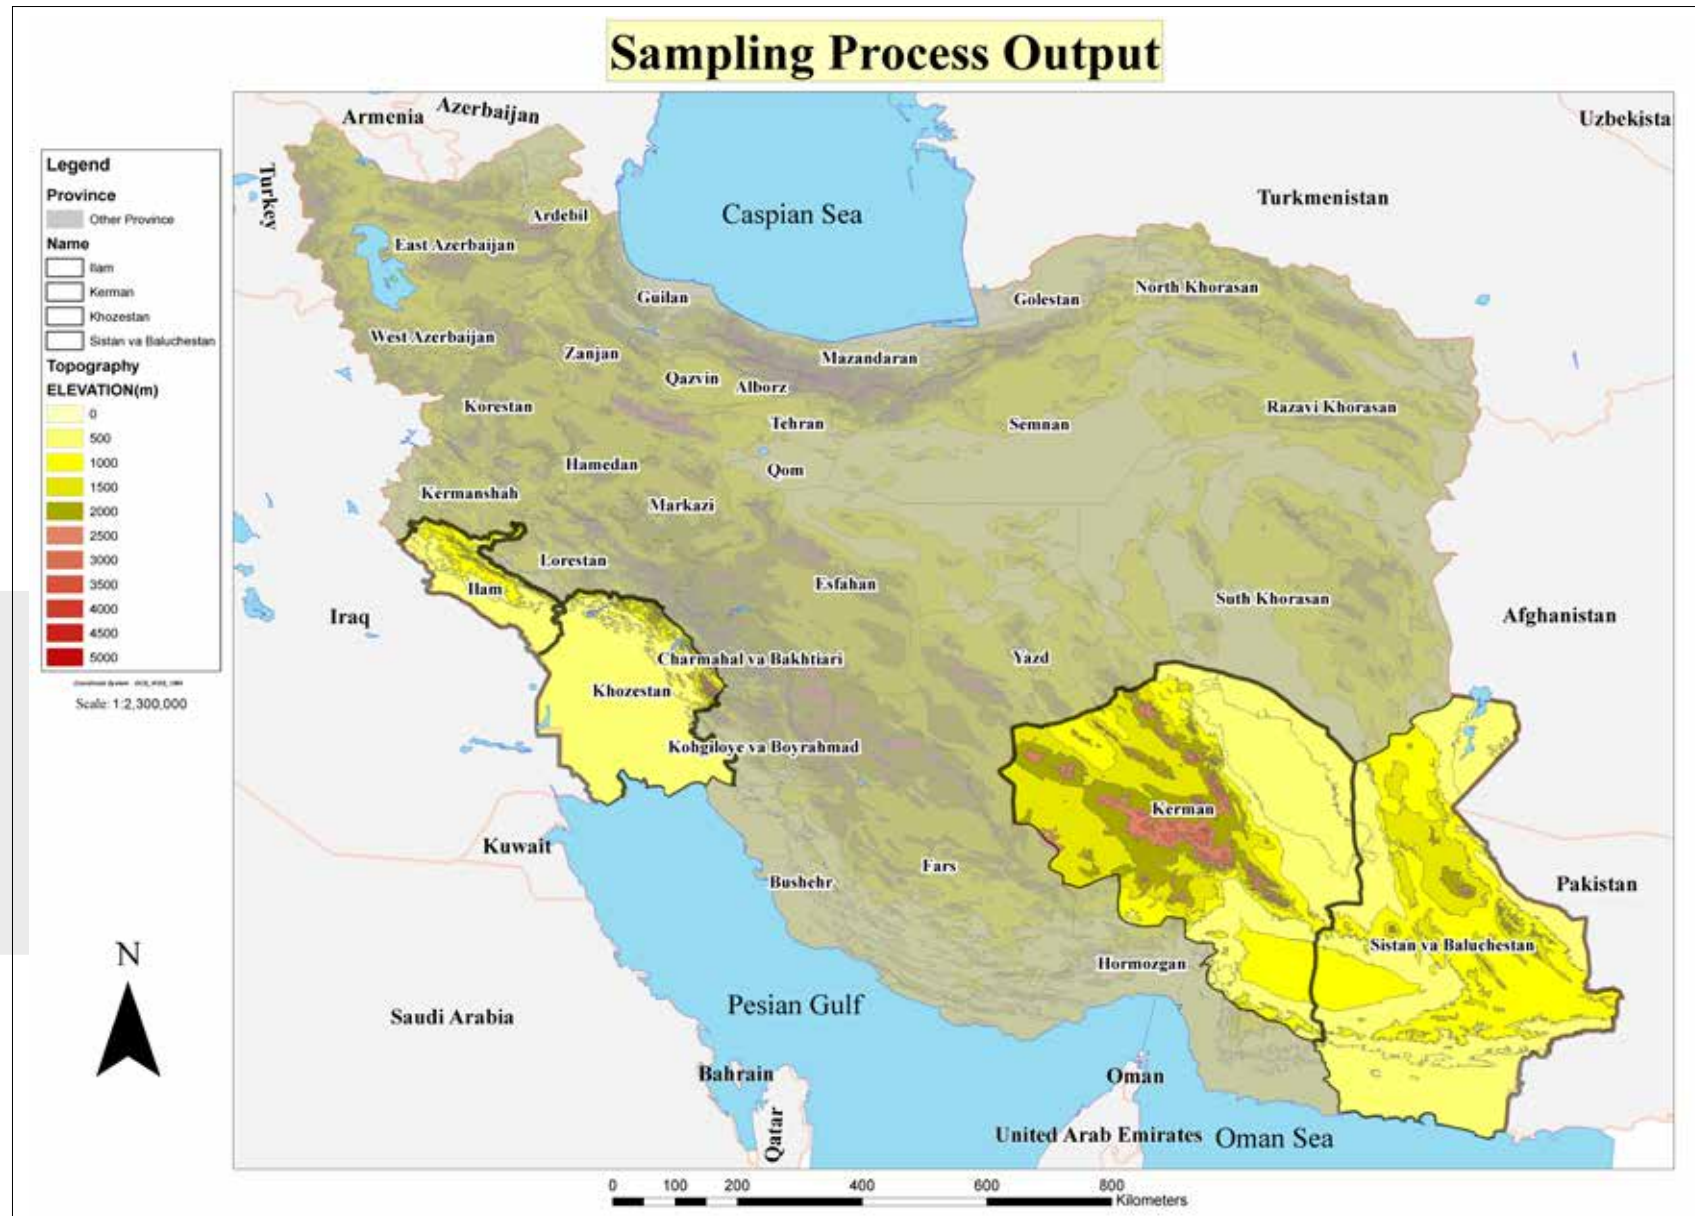 Sampling Process Output
Armenia
Azerbaijan
Uzbekista
Turkey
Caspian Sea
Turkmenistan
Legend
Province
Other Province
Name
Ilam
Kerman
Khozestan
Sistan va Baluchestan
Topography
ELEVATION(m)
0
500
1000
1500
2000
2500
3000
3500
4000
4500
5000
Scale: 1:2,300,000
Ardebil
East Azerbaijan
Guilan
Golestan
North Khorasan
West Azerbaijan
Zanjan
Mazandaran
Qazvin
Alborz
Korestan
Tehran
Semnan
Razavi Khorasan
Hamedan
Qom
Kermanshah
Markazi
Lorestan
Ilam
Esfahan
Suth Khorasan
Iraq
Afghanistan
Charmahal va Bakhtiari
Yazd
Khozestan
Kohgiloye va Boyrahmad
Kerman
Kuwait
Fars
Bushehr
Pakistan
Sistan va Baluchestan
Hormozgan
N
Pesian Gulf
Saudi Arabia
Bahrain
Oman
Qatar
United Arab Emirates
Oman Sea
0 100 200 400 600 800
Kilometers